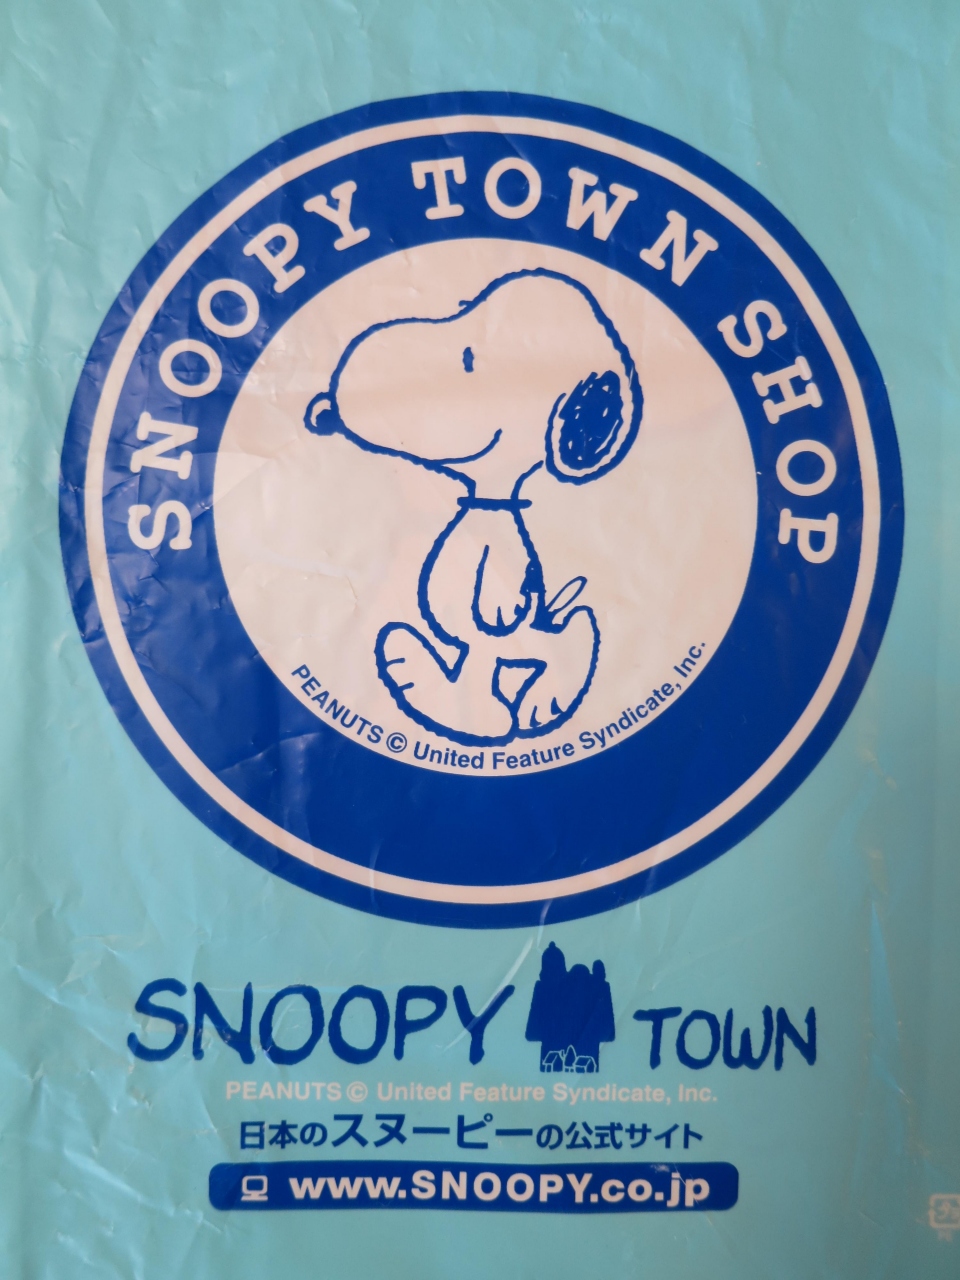 SNOOPY TOWN SHOP
PEANUTS © United Feature Syndicate, Inc.
SNOOPY TOWN
PEANUTS © United Feature Syndicate, Inc.
日本のスヌーピーの公式サイト
www.SNOOPY.co.jp